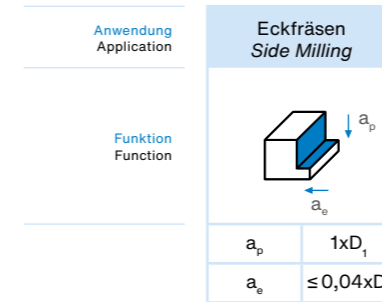 Anwendung
Application
Eckfräsen
Side Milling
Funktion
Function
aₚ
aₑ
aₚ 1xD₁
aₑ ≤0,04xD